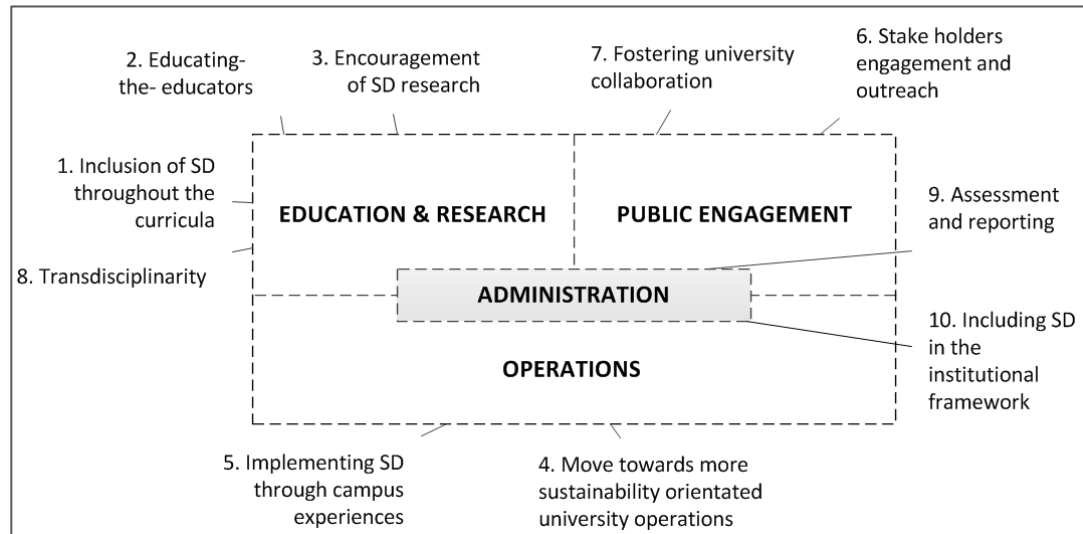 2. Educating-
the- educators
3. Encouragement
of SD research
7. Fostering university
collaboration
6. Stake holders
engagement and
outreach
1. Inclusion of SD
throughout the
curricula
8. Transdisciplinarity
EDUCATION & RESEARCH
PUBLIC ENGAGEMENT
9. Assessment
and reporting
ADMINISTRATION
10. Including SD
in the
institutional
framework
OPERATIONS
5. Implementing SD
through campus
experiences
4. Move towards more
sustainability orientated
university operations